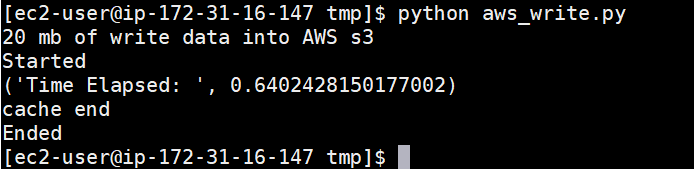 [ec2-user@ip-172-31-16-147 tmp]$ python aws_write.py
20 mb of write data into AWS s3
Started
('Time Elapsed: ', 0.6402428150177002)
cache end
Ended
[ec2-user@ip-172-31-16-147 tmp]$